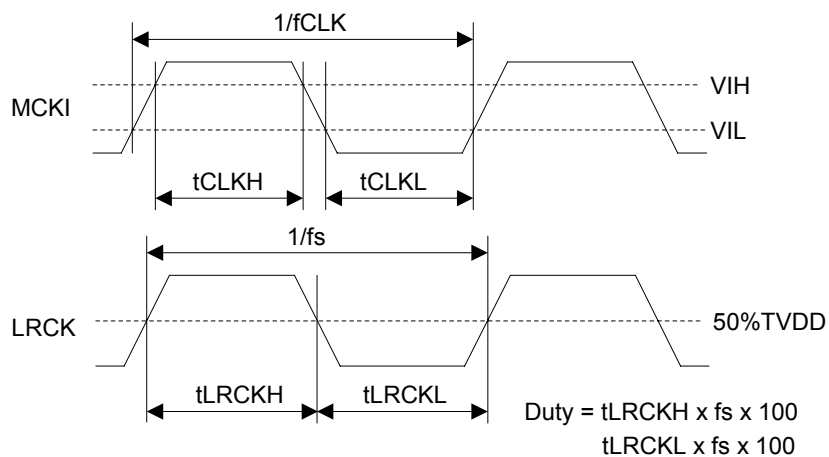 1/fCLK
VIH
MCKI
VIL
tCLKH
tCLKL
1/fs
LRCK
50%TVDD
tLRCKH
tLRCKL
Duty = tLRCKH x fs x 100
tLRCKL x fs x 100